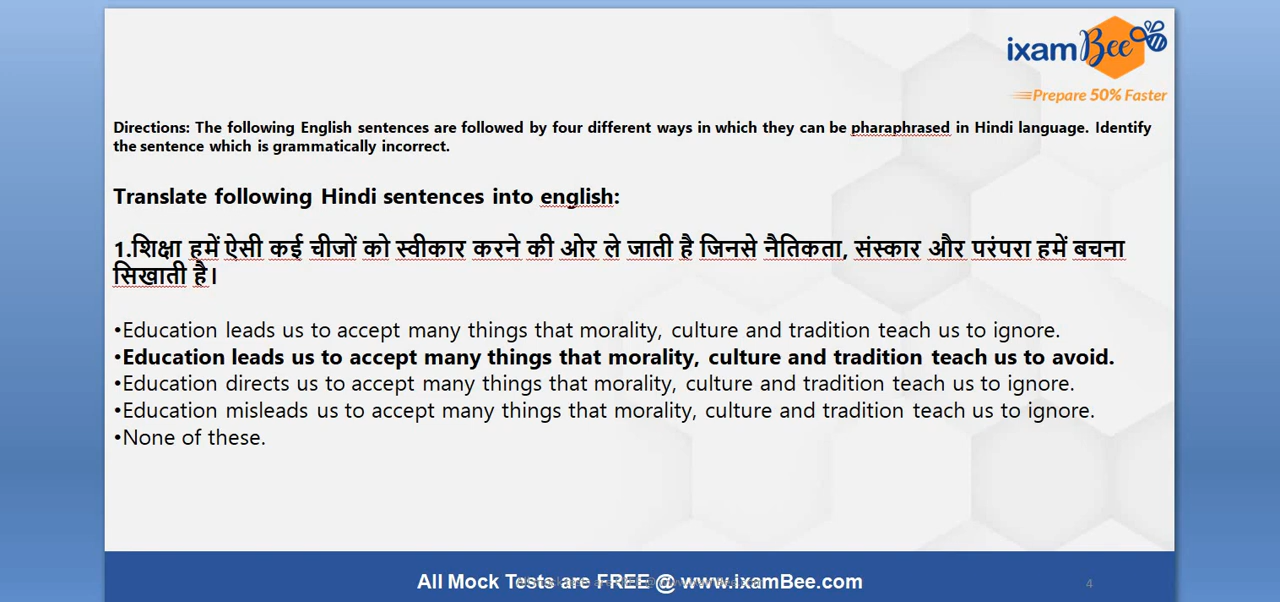 ixamBee
Prepare 50% Faster
Directions: The following English sentences are followed by four different ways in which they can be pharaphrased in Hindi language. Identify
the sentence which is grammatically incorrect.
Translate following Hindi sentences into english:
1.शिक्षा हमें ऐसी कई चीजों को स्वीकार करने की ओर ले जाती है जिनसे नैतिकता, संस्कार और परंपरा हमें बचना
सिखाती है।
•Education leads us to accept many things that morality, culture and tradition teach us to ignore.
•Education leads us to accept many things that morality, culture and tradition teach us to avoid.
•Education directs us to accept many things that morality, culture and tradition teach us to ignore.
•Education misleads us to accept many things that morality, culture and tradition teach us to ignore.
•None of these.
All Mock Tests are FREE @ www.ixamBee.com
4